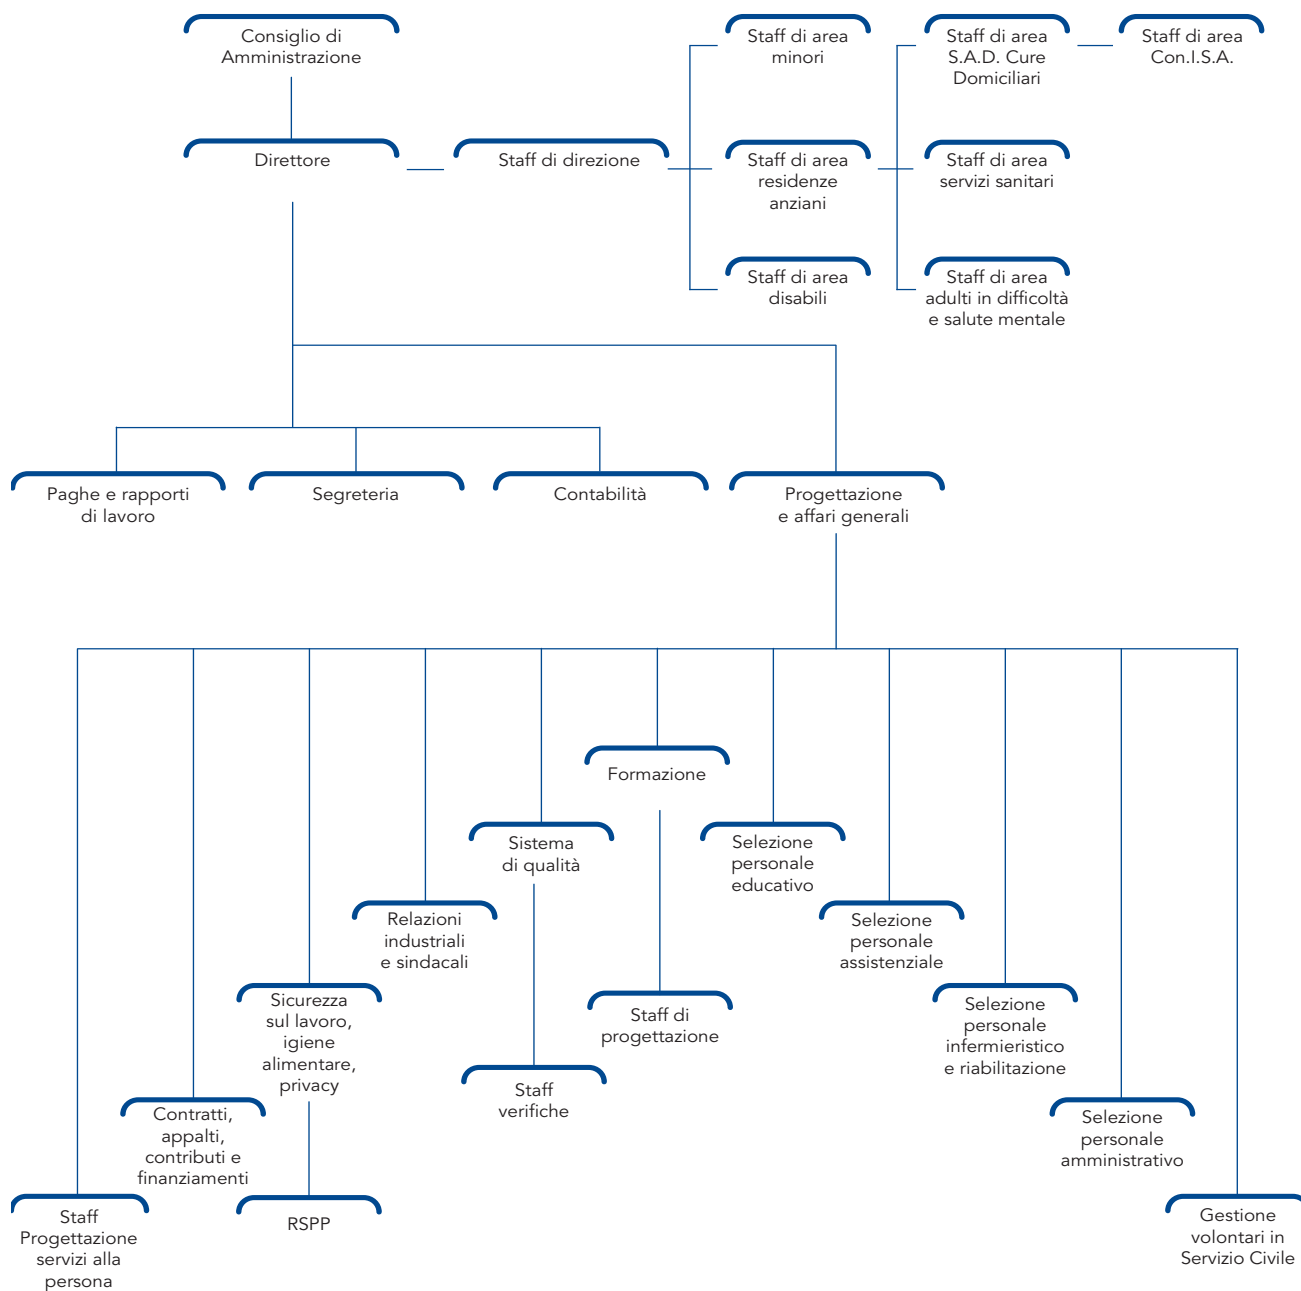 Consiglio di
Amministrazione
Staff di area
minori
Staff di area
S.A.D. Cure
Domiciliari
Staff di area
Con.I.S.A.
Direttore
Staff di direzione
Staff di area
residenze
anziani
Staff di area
servizi sanitari
Staff di area
disabili
Staff di area
adulti in difficoltà
e salute mentale
Paghe e rapporti
di lavoro
Segreteria
Contabilità
Progettazione
e affari generali
Formazione
Sistema
di qualità
Selezione
personale
educativo
Relazioni
industriali
e sindacali
Selezione
personale
assistenziale
Sicurezza
sul lavoro,
igiene
alimentare,
privacy
Staff di
progettazione
Selezione
personale
infermieristico
e riabilitazione
Staff
verifiche
Contratti,
appalti,
contributi e
finanziamenti
Selezione
personale
amministrativo
Staff
Progettazione
servizi alla
persona
RSPP
Gestione
volontari in
Servizio Civile